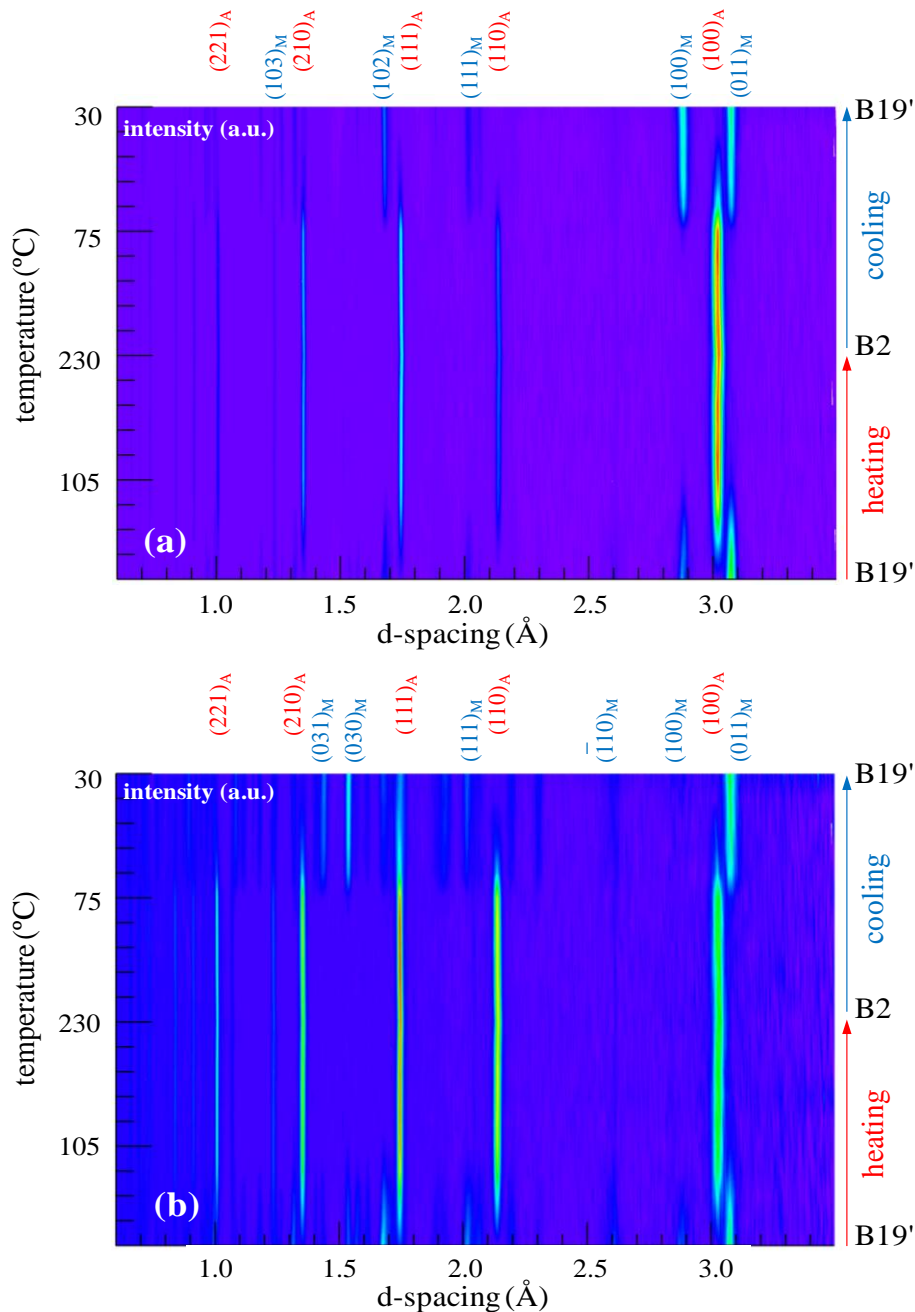 (221)A (103)M (210)A (102)M (111)A (111)M (110)A (100)M (100)A (011)M
intensity (a.u.)
30
75
230
105
temperature (ºC)
(a)
B19'
cooling
B2
heating
B19'
1.0 1.5 2.0 2.5 3.0
d-spacing (Å)
(221)A (210)A (031)M (030)M (111)A (111)M (110)A (1̄10)M (100)M (100)A (011)M
intensity (a.u.)
30
75
230
105
temperature (ºC)
(b)
B19'
cooling
B2
heating
B19'
1.0 1.5 2.0 2.5 3.0
d-spacing (Å)